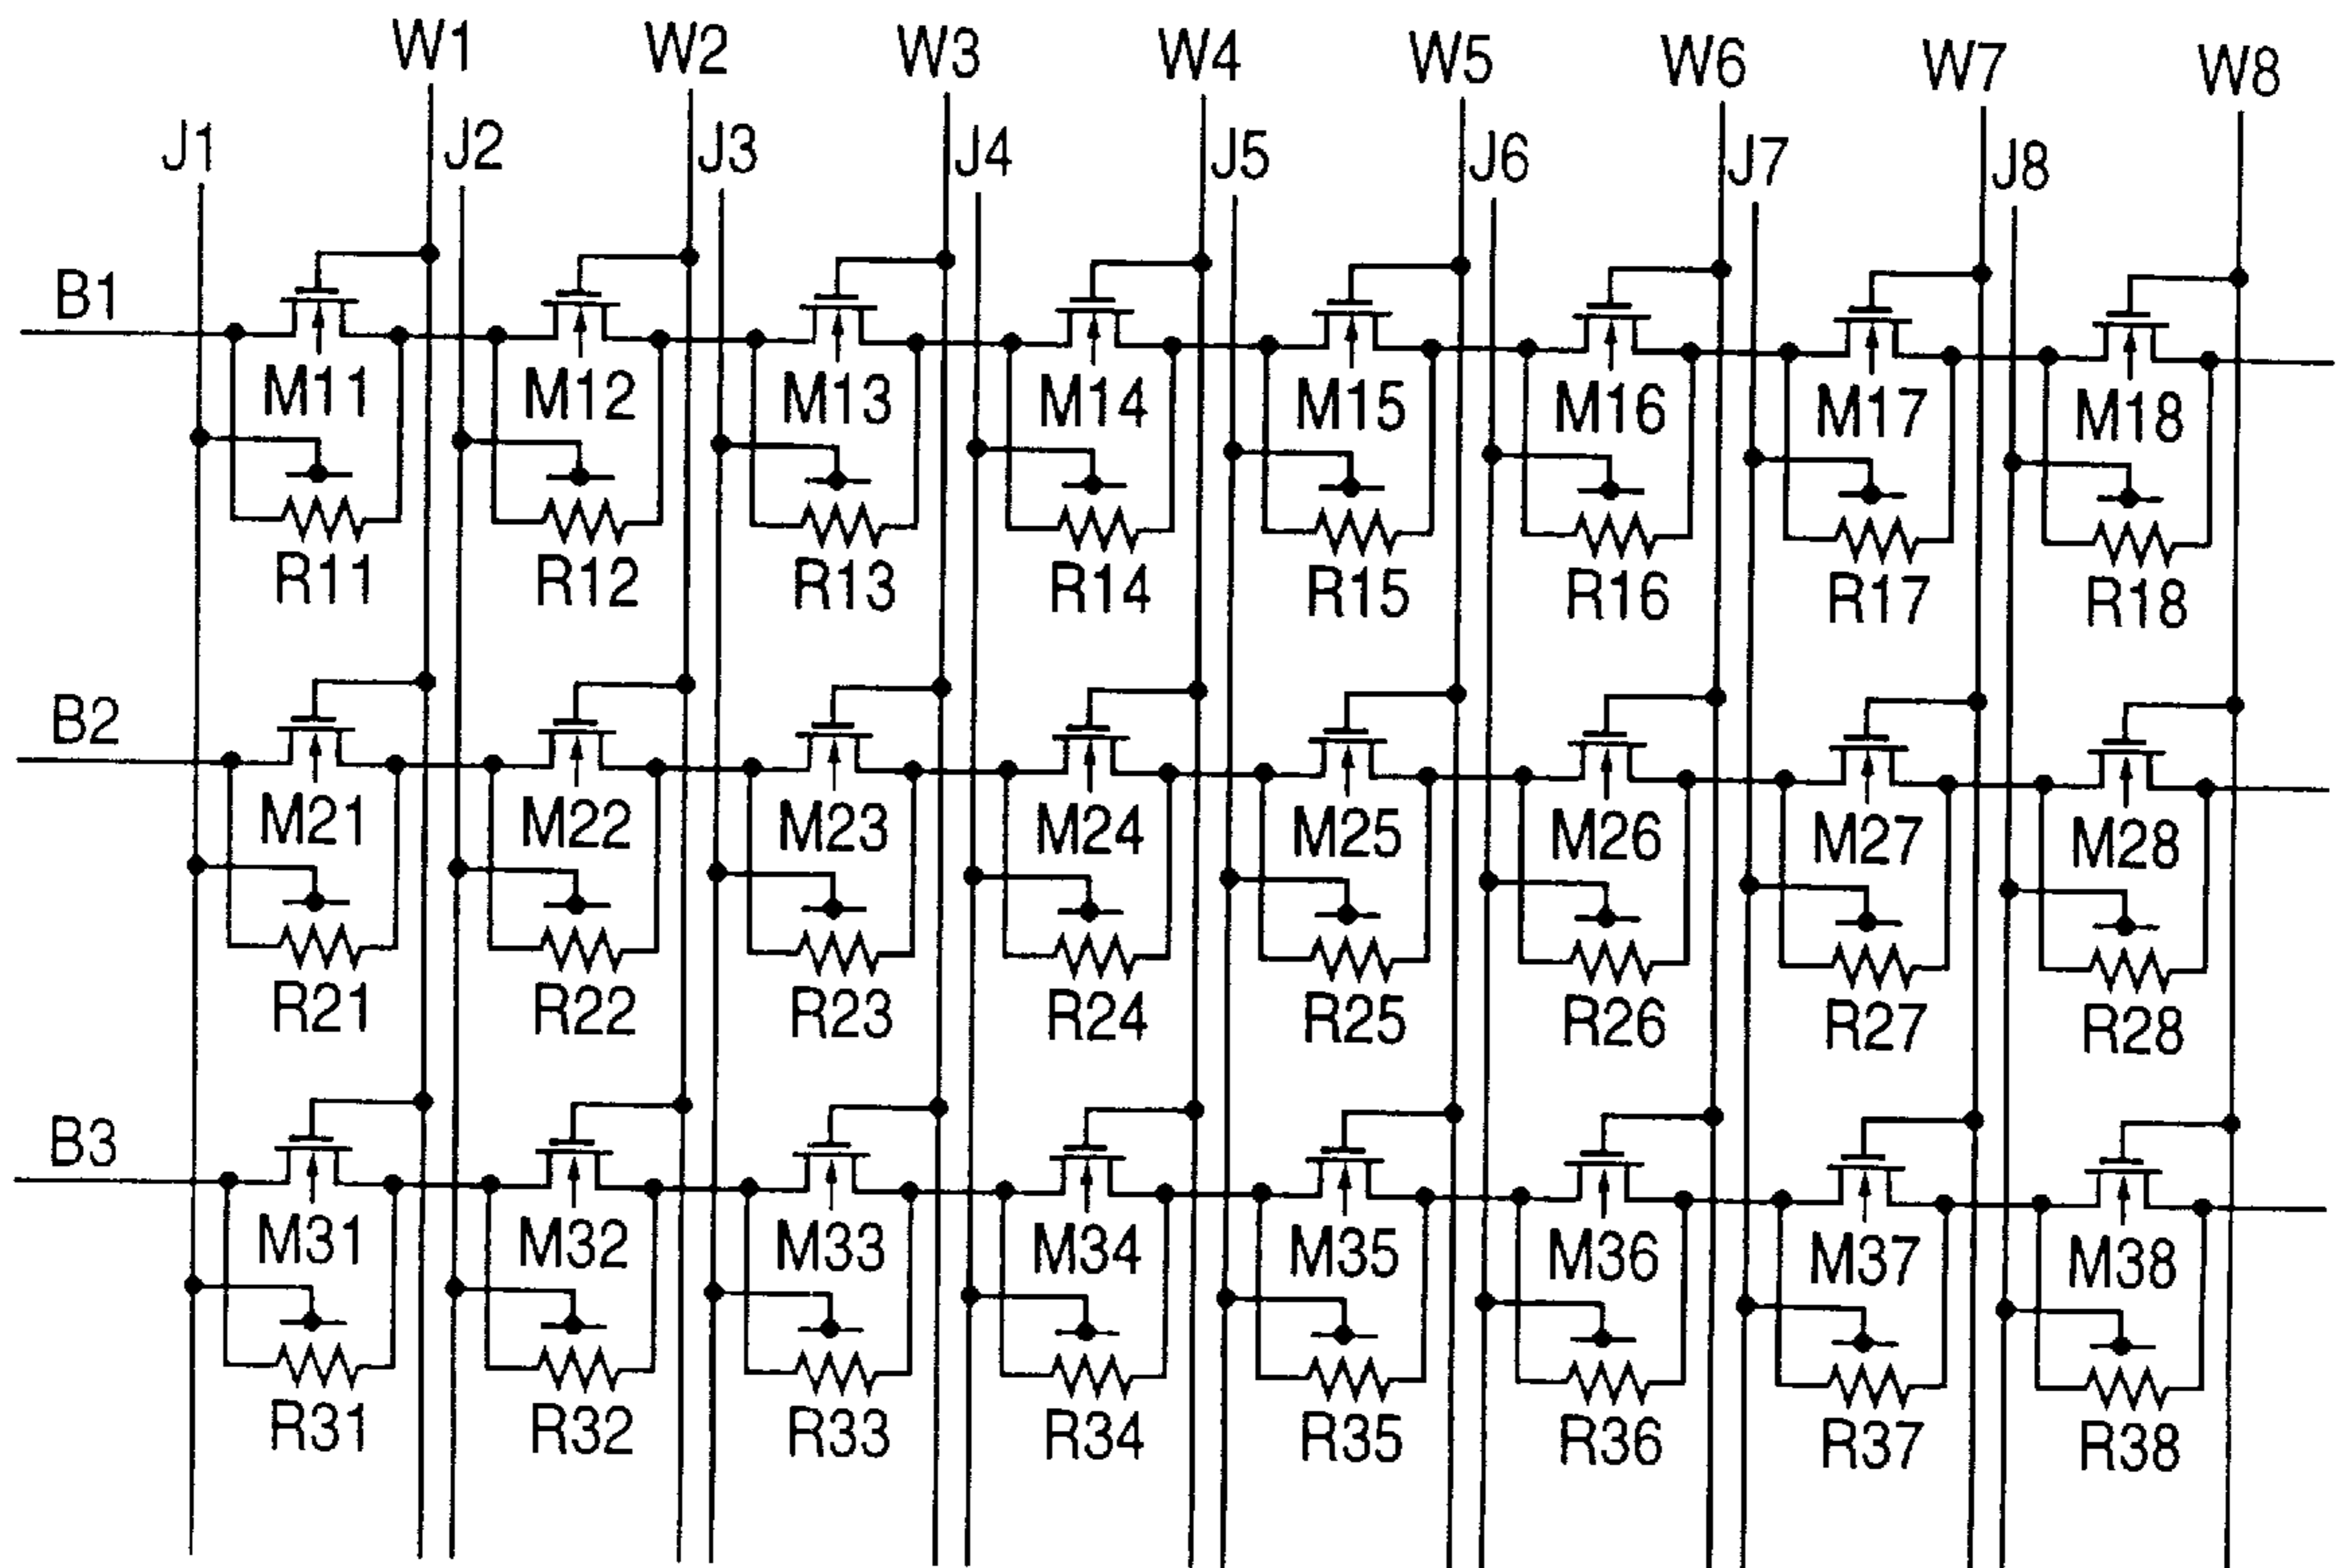 W1 W2 W3 W4 W5 W6 W7 W8
J1 J2 J3 J4 J5 J6 J7 J8
B1
M11 M12 M13 M14 M15 M16 M17 M18
R11 R12 R13 R14 R15 R16 R17 R18
B2
M21 M22 M23 M24 M25 M26 M27 M28
R21 R22 R23 R24 R25 R26 R27 R28
B3
M31 M32 M33 M34 M35 M36 M37 M38
R31 R32 R33 R34 R35 R36 R37 R38